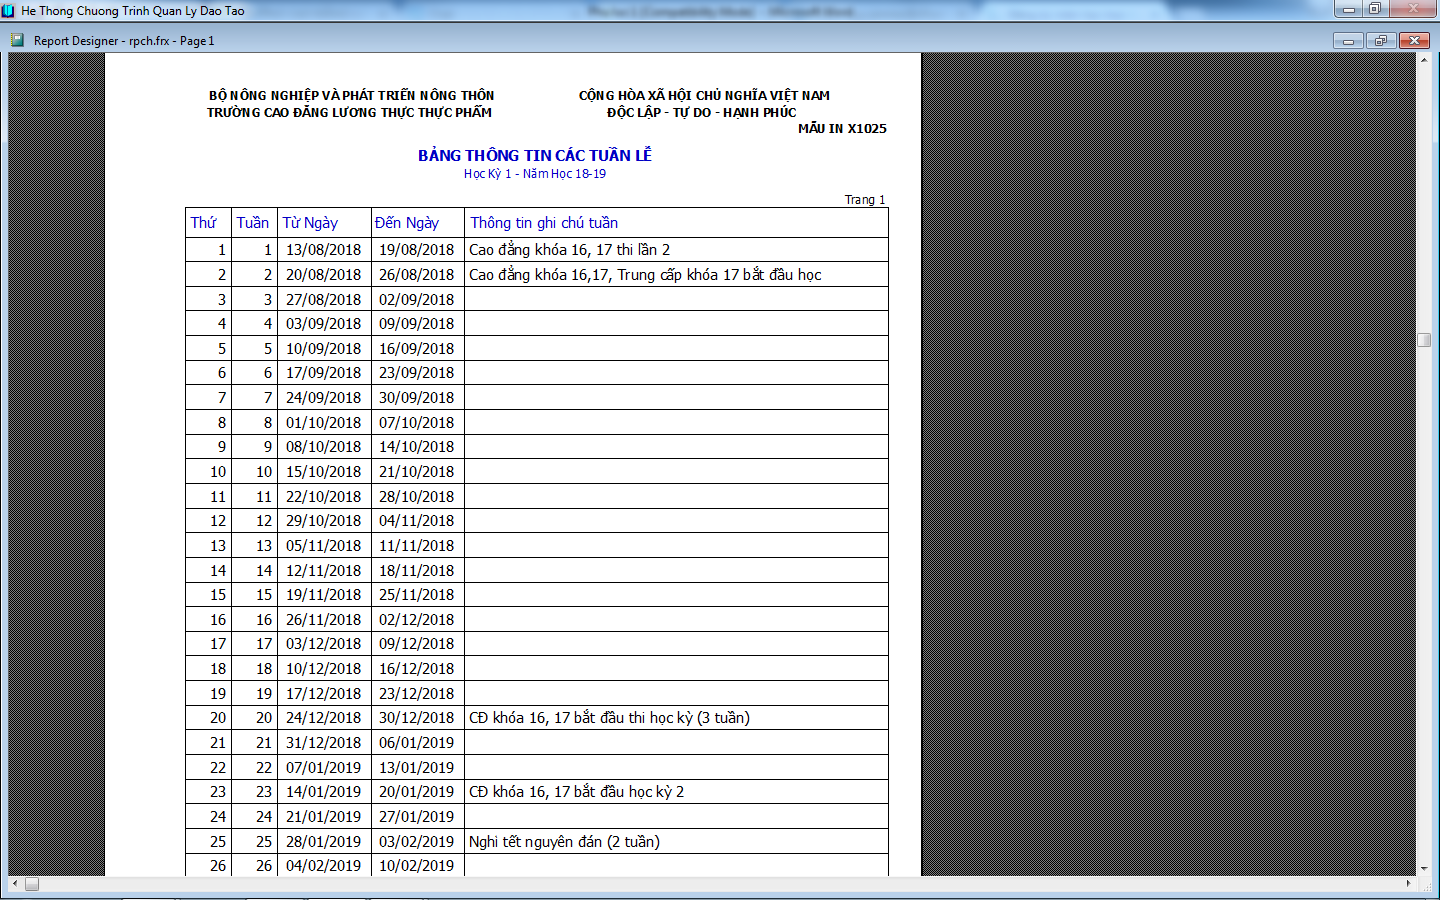 He Thong Chuong Trinh Quan Ly Dao Tao
Report Designer - rpch.frx - Page 1
BỘ NÔNG NGHIỆP VÀ PHÁT TRIỂN NÔNG THÔN CỘNG HÒA XÃ HỘI CHỦ NGHĨA VIỆT NAM
TRƯỜNG CAO ĐẲNG LƯƠNG THỰC THỰC PHẨM ĐỘC LẬP - TỰ DO - HẠNH PHÚC
MẪU IN X1025
BẢNG THÔNG TIN CÁC TUẦN LỄ
Học Kỳ 1 - Năm Học 18-19
Trang 1
Thứ Tuần Từ Ngày Đến Ngày Thông tin ghi chú tuần
1 1 13/08/2018 19/08/2018 Cao đẳng khóa 16, 17 thi lần 2
2 2 20/08/2018 26/08/2018 Cao đẳng khóa 16,17, Trung cấp khóa 17 bắt đầu học
3 3 27/08/2018 02/09/2018
4 4 03/09/2018 09/09/2018
5 5 10/09/2018 16/09/2018
6 6 17/09/2018 23/09/2018
7 7 24/09/2018 30/09/2018
8 8 01/10/2018 07/10/2018
9 9 08/10/2018 14/10/2018
10 10 15/10/2018 21/10/2018
11 11 22/10/2018 28/10/2018
12 12 29/10/2018 04/11/2018
13 13 05/11/2018 11/11/2018
14 14 12/11/2018 18/11/2018
15 15 19/11/2018 25/11/2018
16 16 26/11/2018 02/12/2018
17 17 03/12/2018 09/12/2018
18 18 10/12/2018 16/12/2018
19 19 17/12/2018 23/12/2018
20 20 24/12/2018 30/12/2018 CĐ khóa 16, 17 bắt đầu thi học kỳ (3 tuần)
21 21 31/12/2018 06/01/2019
22 22 07/01/2019 13/01/2019
23 23 14/01/2019 20/01/2019 CĐ khóa 16, 17 bắt đầu học kỳ 2
24 24 21/01/2019 27/01/2019
25 25 28/01/2019 03/02/2019 Nghi tết nguyên đán (2 tuần)
26 26 04/02/2019 10/02/2019